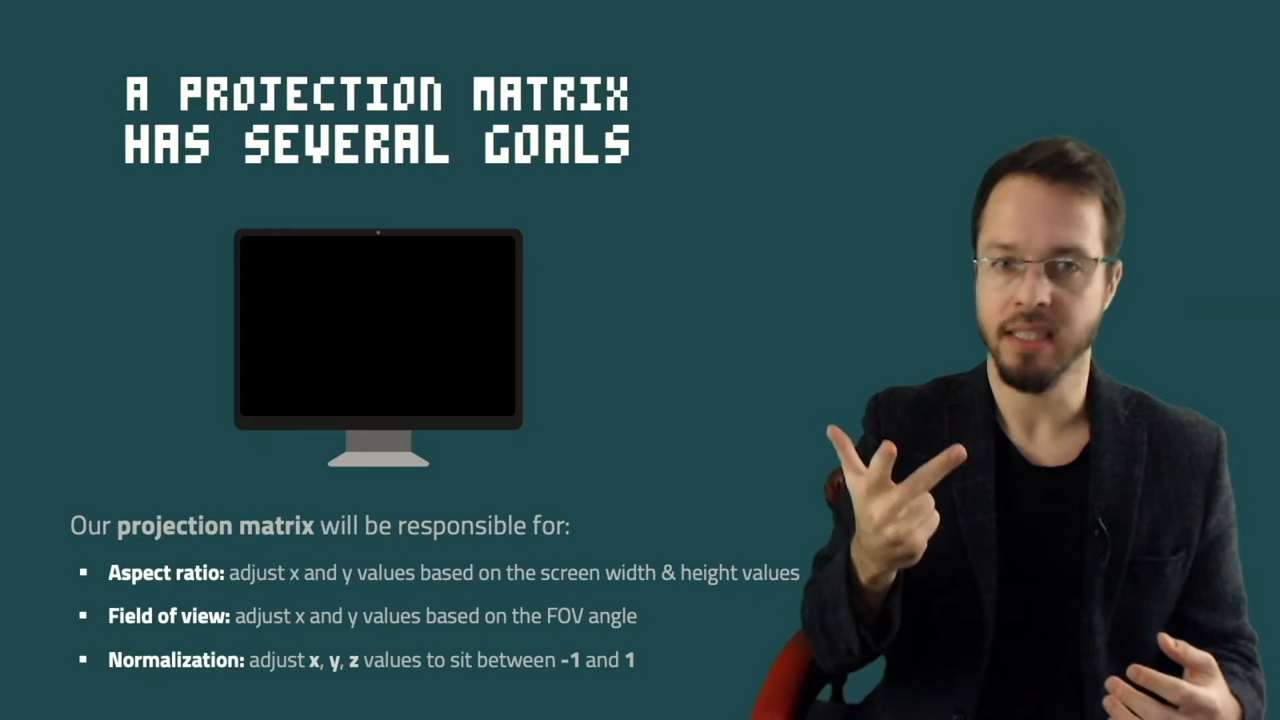 A PROJECTION MATRIX
HAS SEVERAL GOALS
Our projection matrix will be responsible for:
▪ Aspect ratio: adjust x and y values based on the screen width & height values
▪ Field of view: adjust x and y values based on the FOV angle
▪ Normalization: adjust x, y, z values to sit between -1 and 1